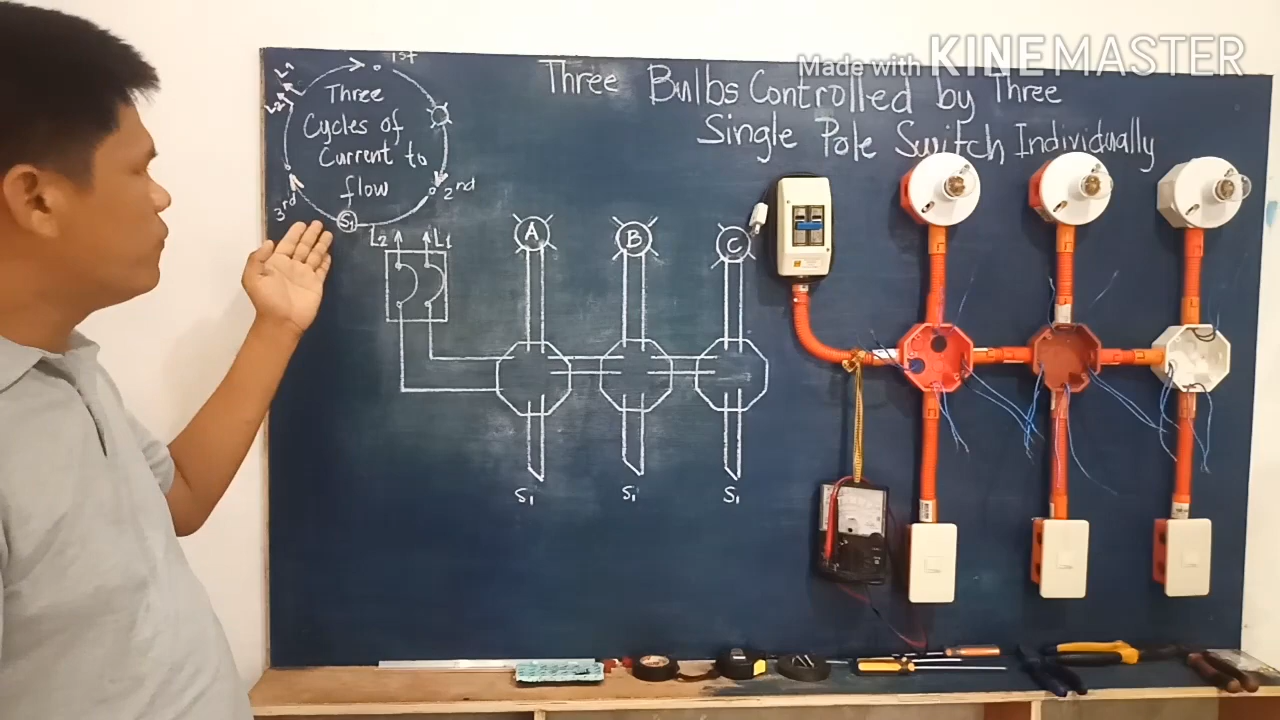 Made with KINEMASTER
Three Bulbs Controlled by Three
Single Pole Switch Individually
1st
L1
L2
Three
Cycles of
Current to
flow
2nd
3rd
S1
L2 L1
A B C
S1 S1 S1